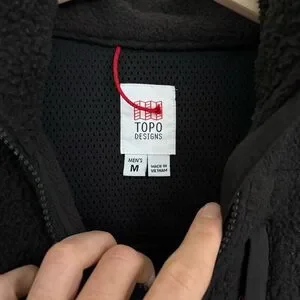 TOPO
DESIGNS
MEN'S
M
MADE IN
VIETNAM